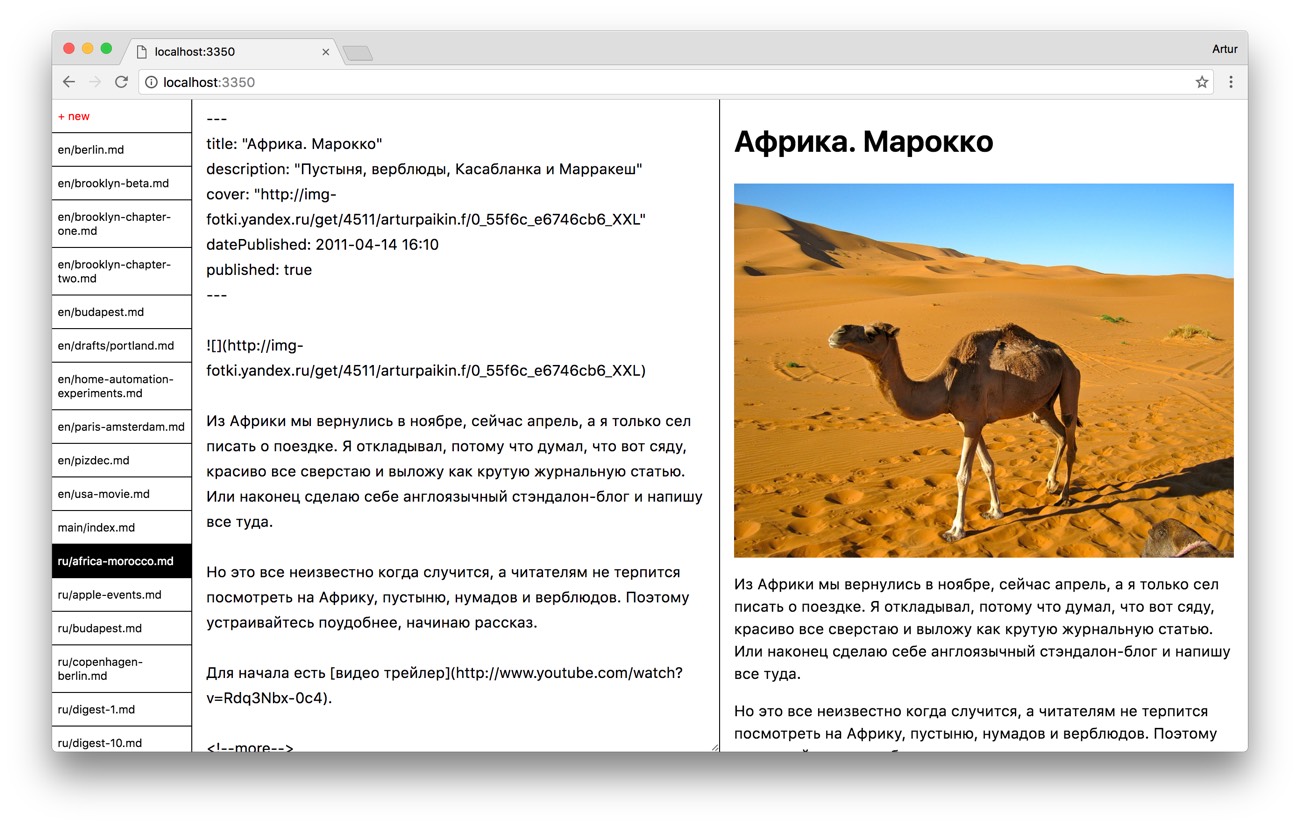 localhost:3350
Artur
localhost:3350
+ new
en/berlin.md
en/brooklyn-beta.md
en/brooklyn-chapter-
one.md
en/brooklyn-chapter-
two.md
en/budapest.md
en/drafts/portland.md
en/home-automation-
experiments.md
en/paris-amsterdam.md
en/pizdec.md
en/usa-movie.md
main/index.md
ru/africa-morocco.md
ru/apple-events.md
ru/budapest.md
ru/copenhagen-
berlin.md
ru/digest-1.md
ru/digest-10.md
---
title: "Африка. Марокко"
description: "Пустыня, верблюды, Касабланка и Марракеш"
cover: "http://img-
fotki.yandex.ru/get/4511/arturpaikin.f/0_55f6c_e6746cb6_XXL"
datePublished: 2011-04-14 16:10
published: true
---
![](http://img-
fotki.yandex.ru/get/4511/arturpaikin.f/0_55f6c_e6746cb6_XXL)
Из Африки мы вернулись в ноябре, сейчас апрель, а я только сел
писать о поездке. Я откладывал, потому что думал, что вот сяду,
красиво все сверстаю и выложу как крутую журнальную статью.
Или наконец сделаю себе англоязычный стэндалон-блог и напишу
все туда.
Но это все неизвестно когда случится, а читателям не терпится
посмотреть на Африку, пустыню, нумадов и верблюдов. Поэтому
устраивайтесь поудобнее, начинаю рассказ.
Для начала есть [видео трейлер](http://www.youtube.com/watch?
v=Rdq3Nbx-0c4).
<!--more-->
Африка. Марокко
Из Африки мы вернулись в ноябре, сейчас апрель, а я только сел
писать о поездке. Я откладывал, потому что думал, что вот сяду,
красиво все сверстаю и выложу как крутую журнальную статью.
Или наконец сделаю себе англоязычный стэндалон-блог и напишу
все туда.
Но это все неизвестно когда случится, а читателям не терпится
посмотреть на Африку, пустыню, нумадов и верблюдов. Поэтому